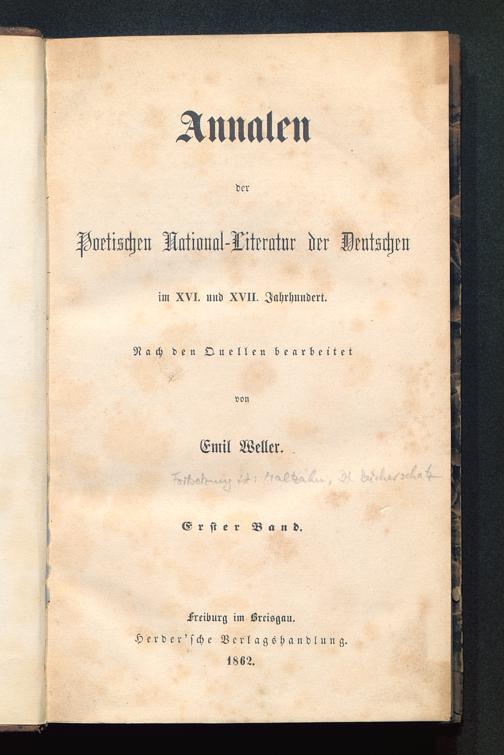 Annalen
der
Poetischen National-Literatur der Deutschen
im XVI. und XVII. Jahrhundert.
Nach den Quellen bearbeitet
von
Emil Weller.
Fortsetzung ist: Maltzahn, Dt. Bücherschatz
Erster Band.
Freiburg im Breisgau.
Herder'sche Verlagshandlung.
1862.